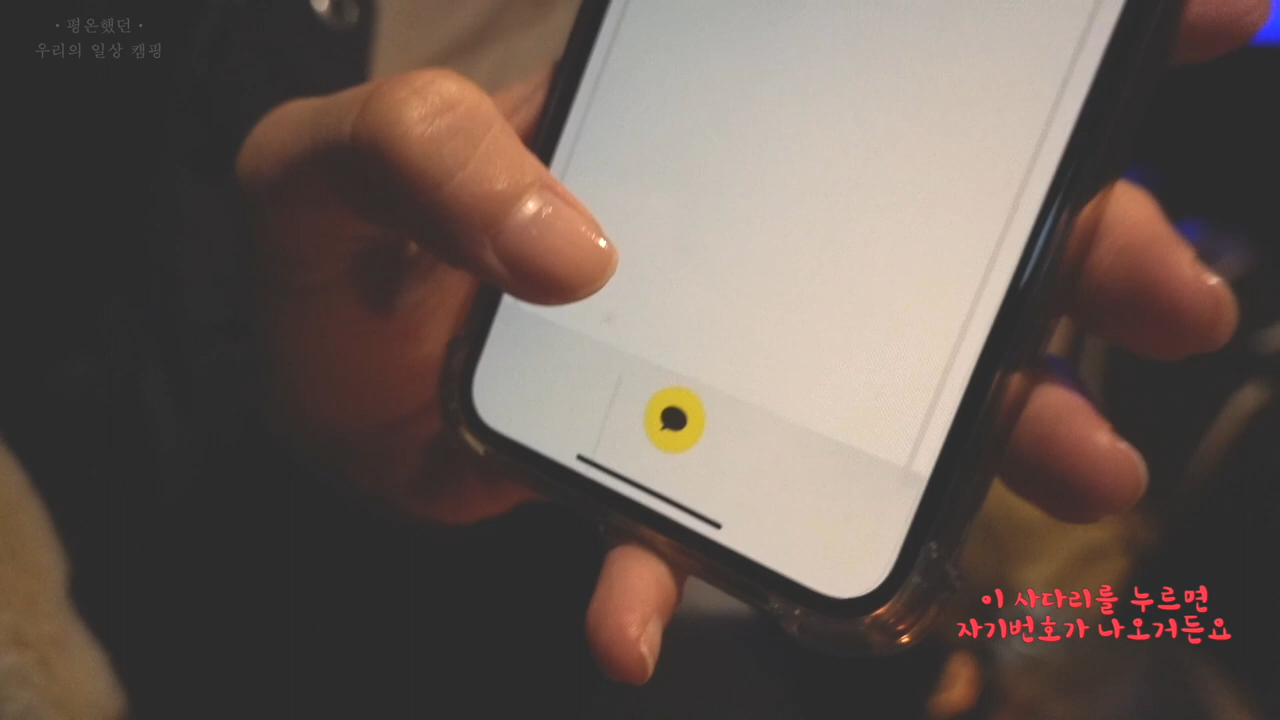 · 평온했던 ·
우리의 일상 캠핑
이 사다리를 누르면
자기번호가 나오거든요